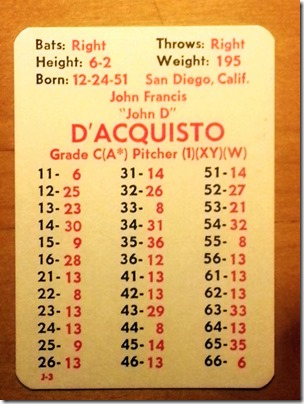 Bats: Right Throws: Right
Height: 6-2 Weight: 195
Born: 12-24-51 San Diego, Calif.
John Francis
"John D"
D'ACQUISTO
Grade C(A*) Pitcher (1)(XY)(W)
11- 6 31- 14 51- 14
12- 25 32- 26 52- 27
13- 23 33- 8 53- 21
14- 30 34- 31 54- 32
15- 9 35- 36 55- 8
16- 28 36- 12 56- 13
21- 13 41- 13 61- 13
22- 8 42- 13 62- 13
23- 13 43- 29 63- 13
24- 13 44- 8 64- 13
25- 9 45- 14 65- 35
26- 13 46- 13 66- 6
J-3